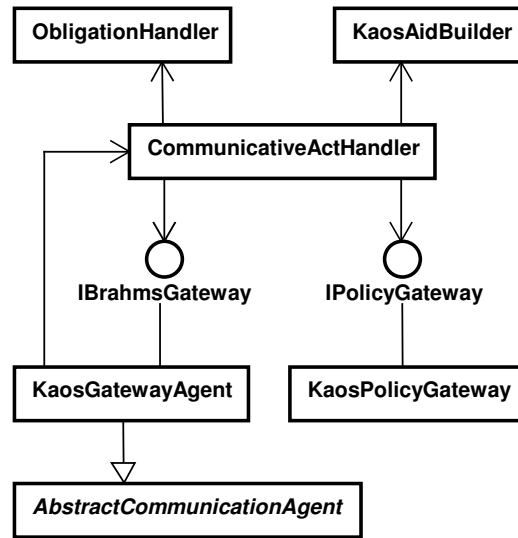 ObligationHandler
KaosAidBuilder
CommunicativeActHandler
IBrahmsGateway
IPolicyGateway
KaosGatewayAgent
KaosPolicyGateway
AbstractCommunicationAgent